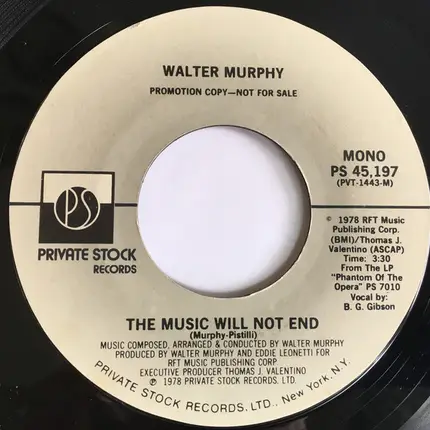 WALTER MURPHY
PROMOTION COPY—NOT FOR SALE
MONO
PS 45,197
(PVT-1443-M)
PS
PRIVATE STOCK
RECORDS
℗ 1978 RFT Music
Publishing Corp.
(BMI)/Thomas J.
Valentino (ASCAP)
Time: 3:30
From The LP
"Phantom Of The
Opera" PS 7010
Vocal by:
B. G. Gibson
THE MUSIC WILL NOT END
(Murphy-Pistilli)
MUSIC COMPOSED, ARRANGED & CONDUCTED BY WALTER MURPHY
PRODUCED BY WALTER MURPHY AND EDDIE LEONETTI FOR
RFT MUSIC PUBLISHING CORP
EXECUTIVE PRODUCER THOMAS J. VALENTINO
℗ 1978 PRIVATE STOCK RECORDS. LTD.
PRIVATE STOCK RECORDS. LTD., New York, N.Y.